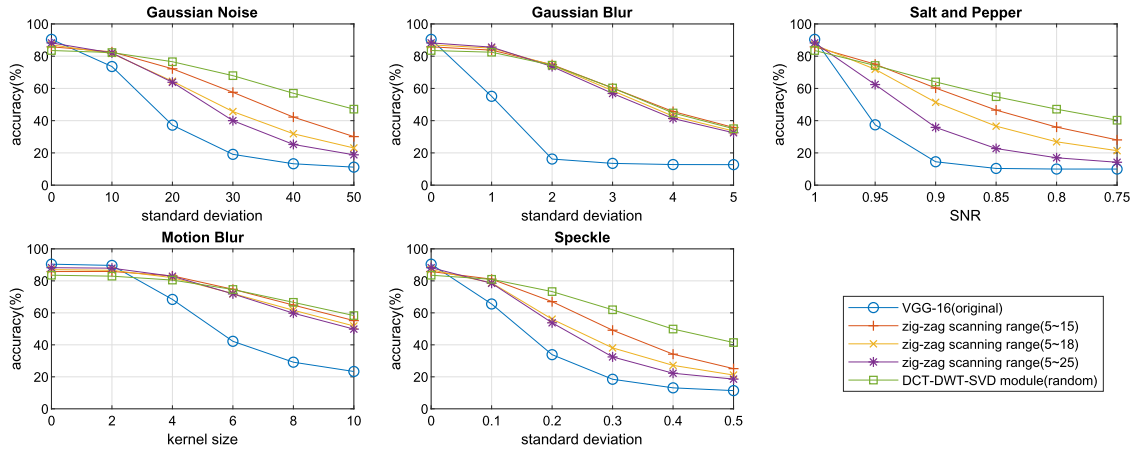 Gaussian Noise
100
80
60
40
20
0
accuracy(%)
0 10 20 30 40 50
standard deviation
Gaussian Blur
100
80
60
40
20
0
accuracy(%)
0 1 2 3 4 5
standard deviation
Salt and Pepper
100
80
60
40
20
0
accuracy(%)
1 0.95 0.9 0.85 0.8 0.75
SNR
Motion Blur
100
80
60
40
20
0
accuracy(%)
0 2 4 6 8 10
kernel size
Speckle
100
80
60
40
20
0
accuracy(%)
0 0.1 0.2 0.3 0.4 0.5
standard deviation
VGG-16(original)
zig-zag scanning range(5~15)
zig-zag scanning range(5~18)
zig-zag scanning range(5~25)
DCT-DWT-SVD module(random)